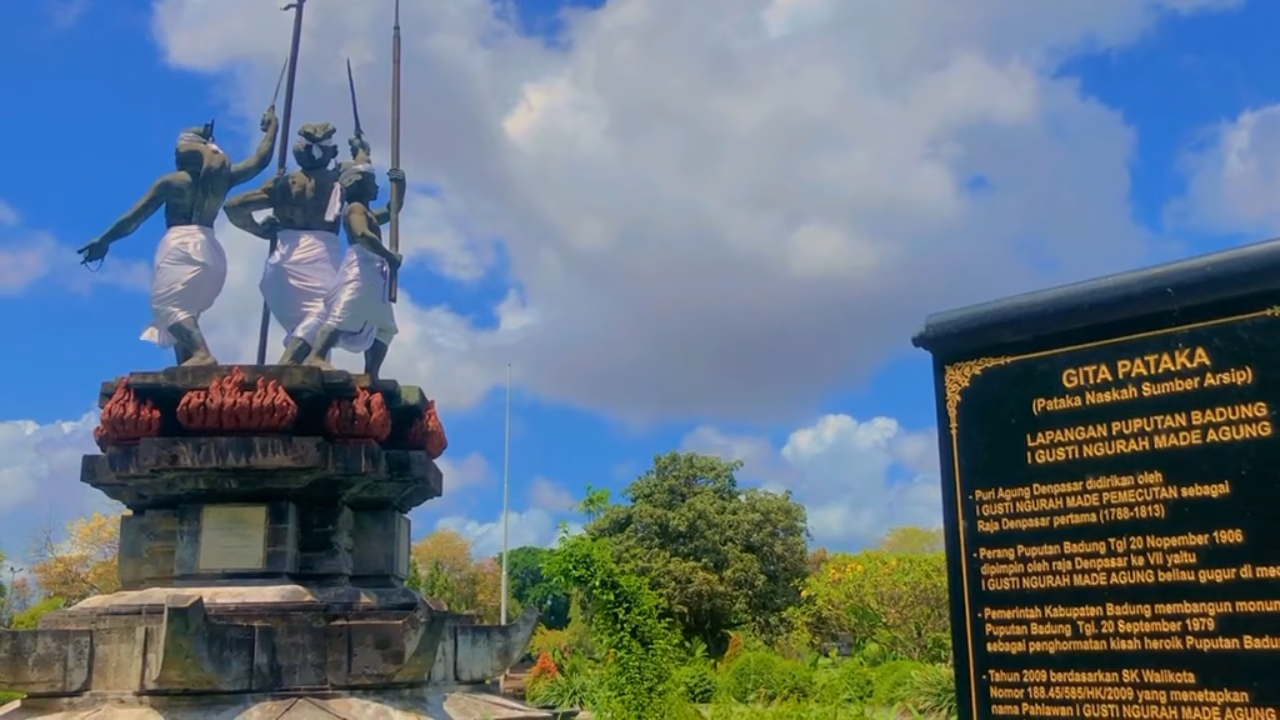 GITA PATAKA
(Pataka Naskah Sumber Arsip)
LAPANGAN PUPUTAN BADUNG
I GUSTI NGURAH MADE AGUNG
- Puri Agung Denpasar didirikan oleh
I GUSTI NGURAH MADE PEMECUTAN sebagai
Raja Denpasar pertama (1788-1813)
- Perang Puputan Badung Tgl 20 Nopember 1906
dipimpin oleh raja Denpasar ke VII yaitu
I GUSTI NGURAH MADE AGUNG beliau gugur di
- Pemerintah Kabupaten Badung membangun
Puputan Badung Tgl. 20 September 1979
sebagai penghormatan kisah heroik Puputan
- Tahun 2009 berdasarkan SK Walikota
Nomor 188.45/585/HK/2009 yang menetapkan
nama Pahlawan I GUSTI NGURAH MADE AGUNG